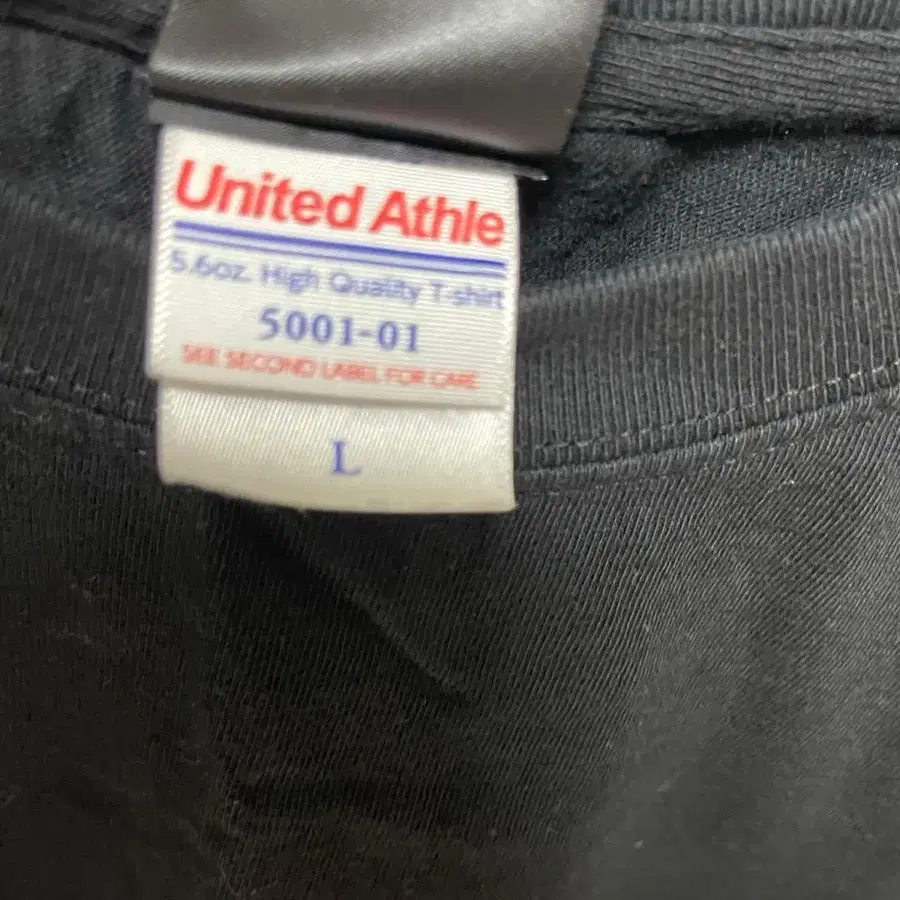 United Athle
5.6oz. High Quality T-shirt
5001-01
SEE SECOND LABEL FOR CARE
L